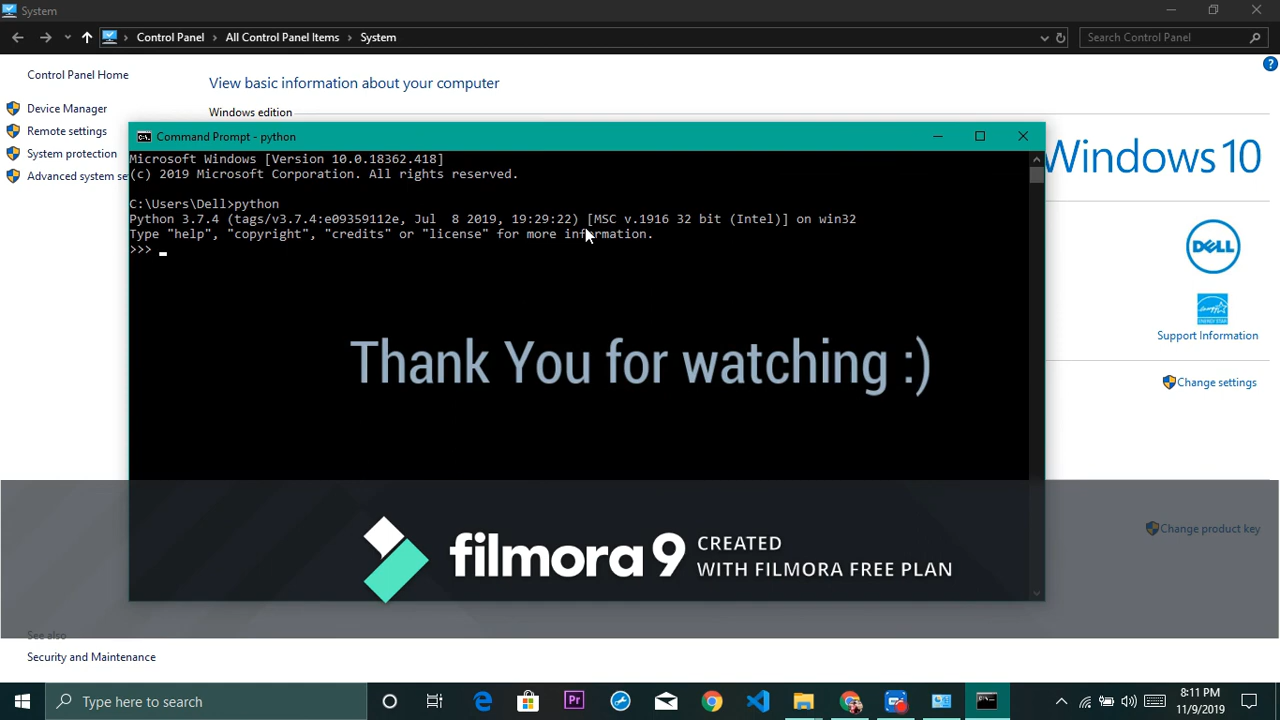 System
Control Panel
All Control Panel Items
System
Search Control Panel
Control Panel Home
View basic information about your computer
Device Manager
Windows edition
Remote settings
System protection
Advanced system se
Windows 10
Command Prompt - python
Microsoft Windows [Version 10.0.18362.418]
(c) 2019 Microsoft Corporation. All rights reserved.
C:\Users\Dell>python
Python 3.7.4 (tags/v3.7.4:e09359112e, Jul  8 2019, 19:29:22) [MSC v.1916 32 bit (Intel)] on win32
Type "help", "copyright", "credits" or "license" for more information.
>>>
DELL
Support Information
Change settings
Thank You for watching :)
Change product key
filmora 9
CREATED
WITH FILMORA FREE PLAN
See also
Security and Maintenance
Type here to search
Pr
8:11 PM
11/9/2019